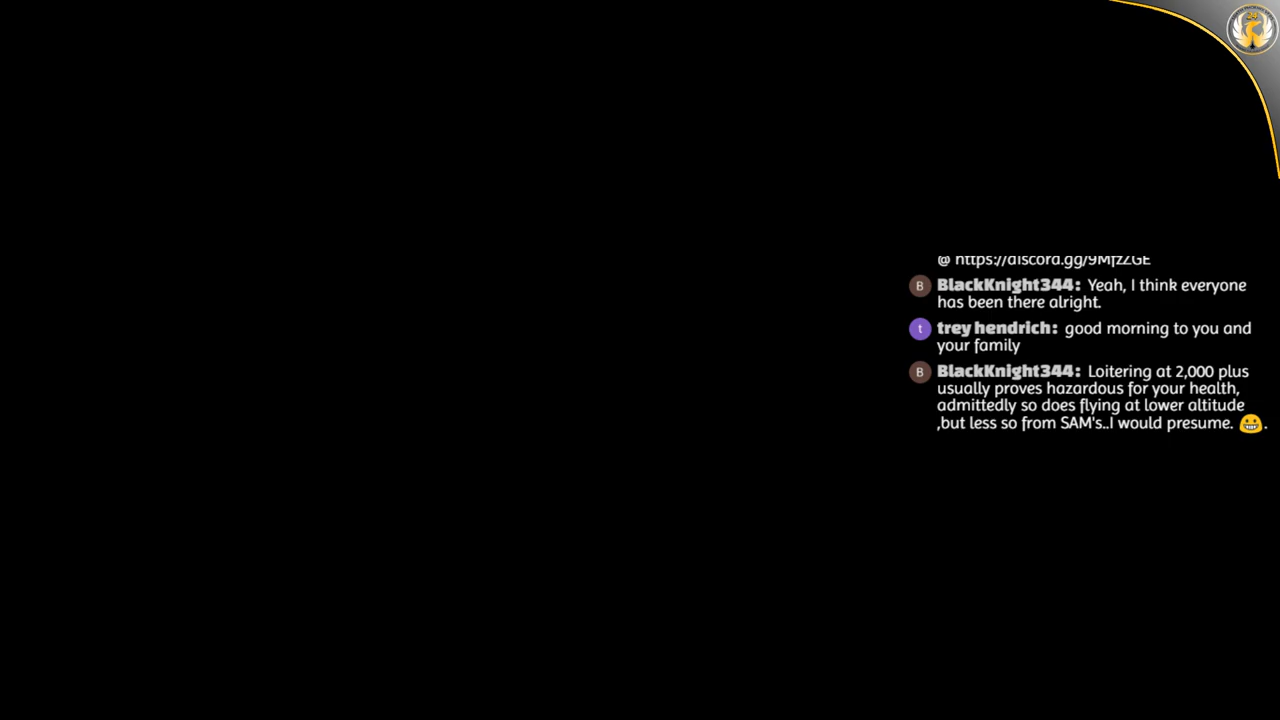 @ https://discord.gg/9MfzZGE
B BlackKnight344: Yeah, I think everyone
has been there alright.
t trey hendrich: good morning to you and
your family
B BlackKnight344: Loitering at 2,000 plus
usually proves hazardous for your health,
admittedly so does flying at lower altitude
,but less so from SAM's..I would presume. 😬.